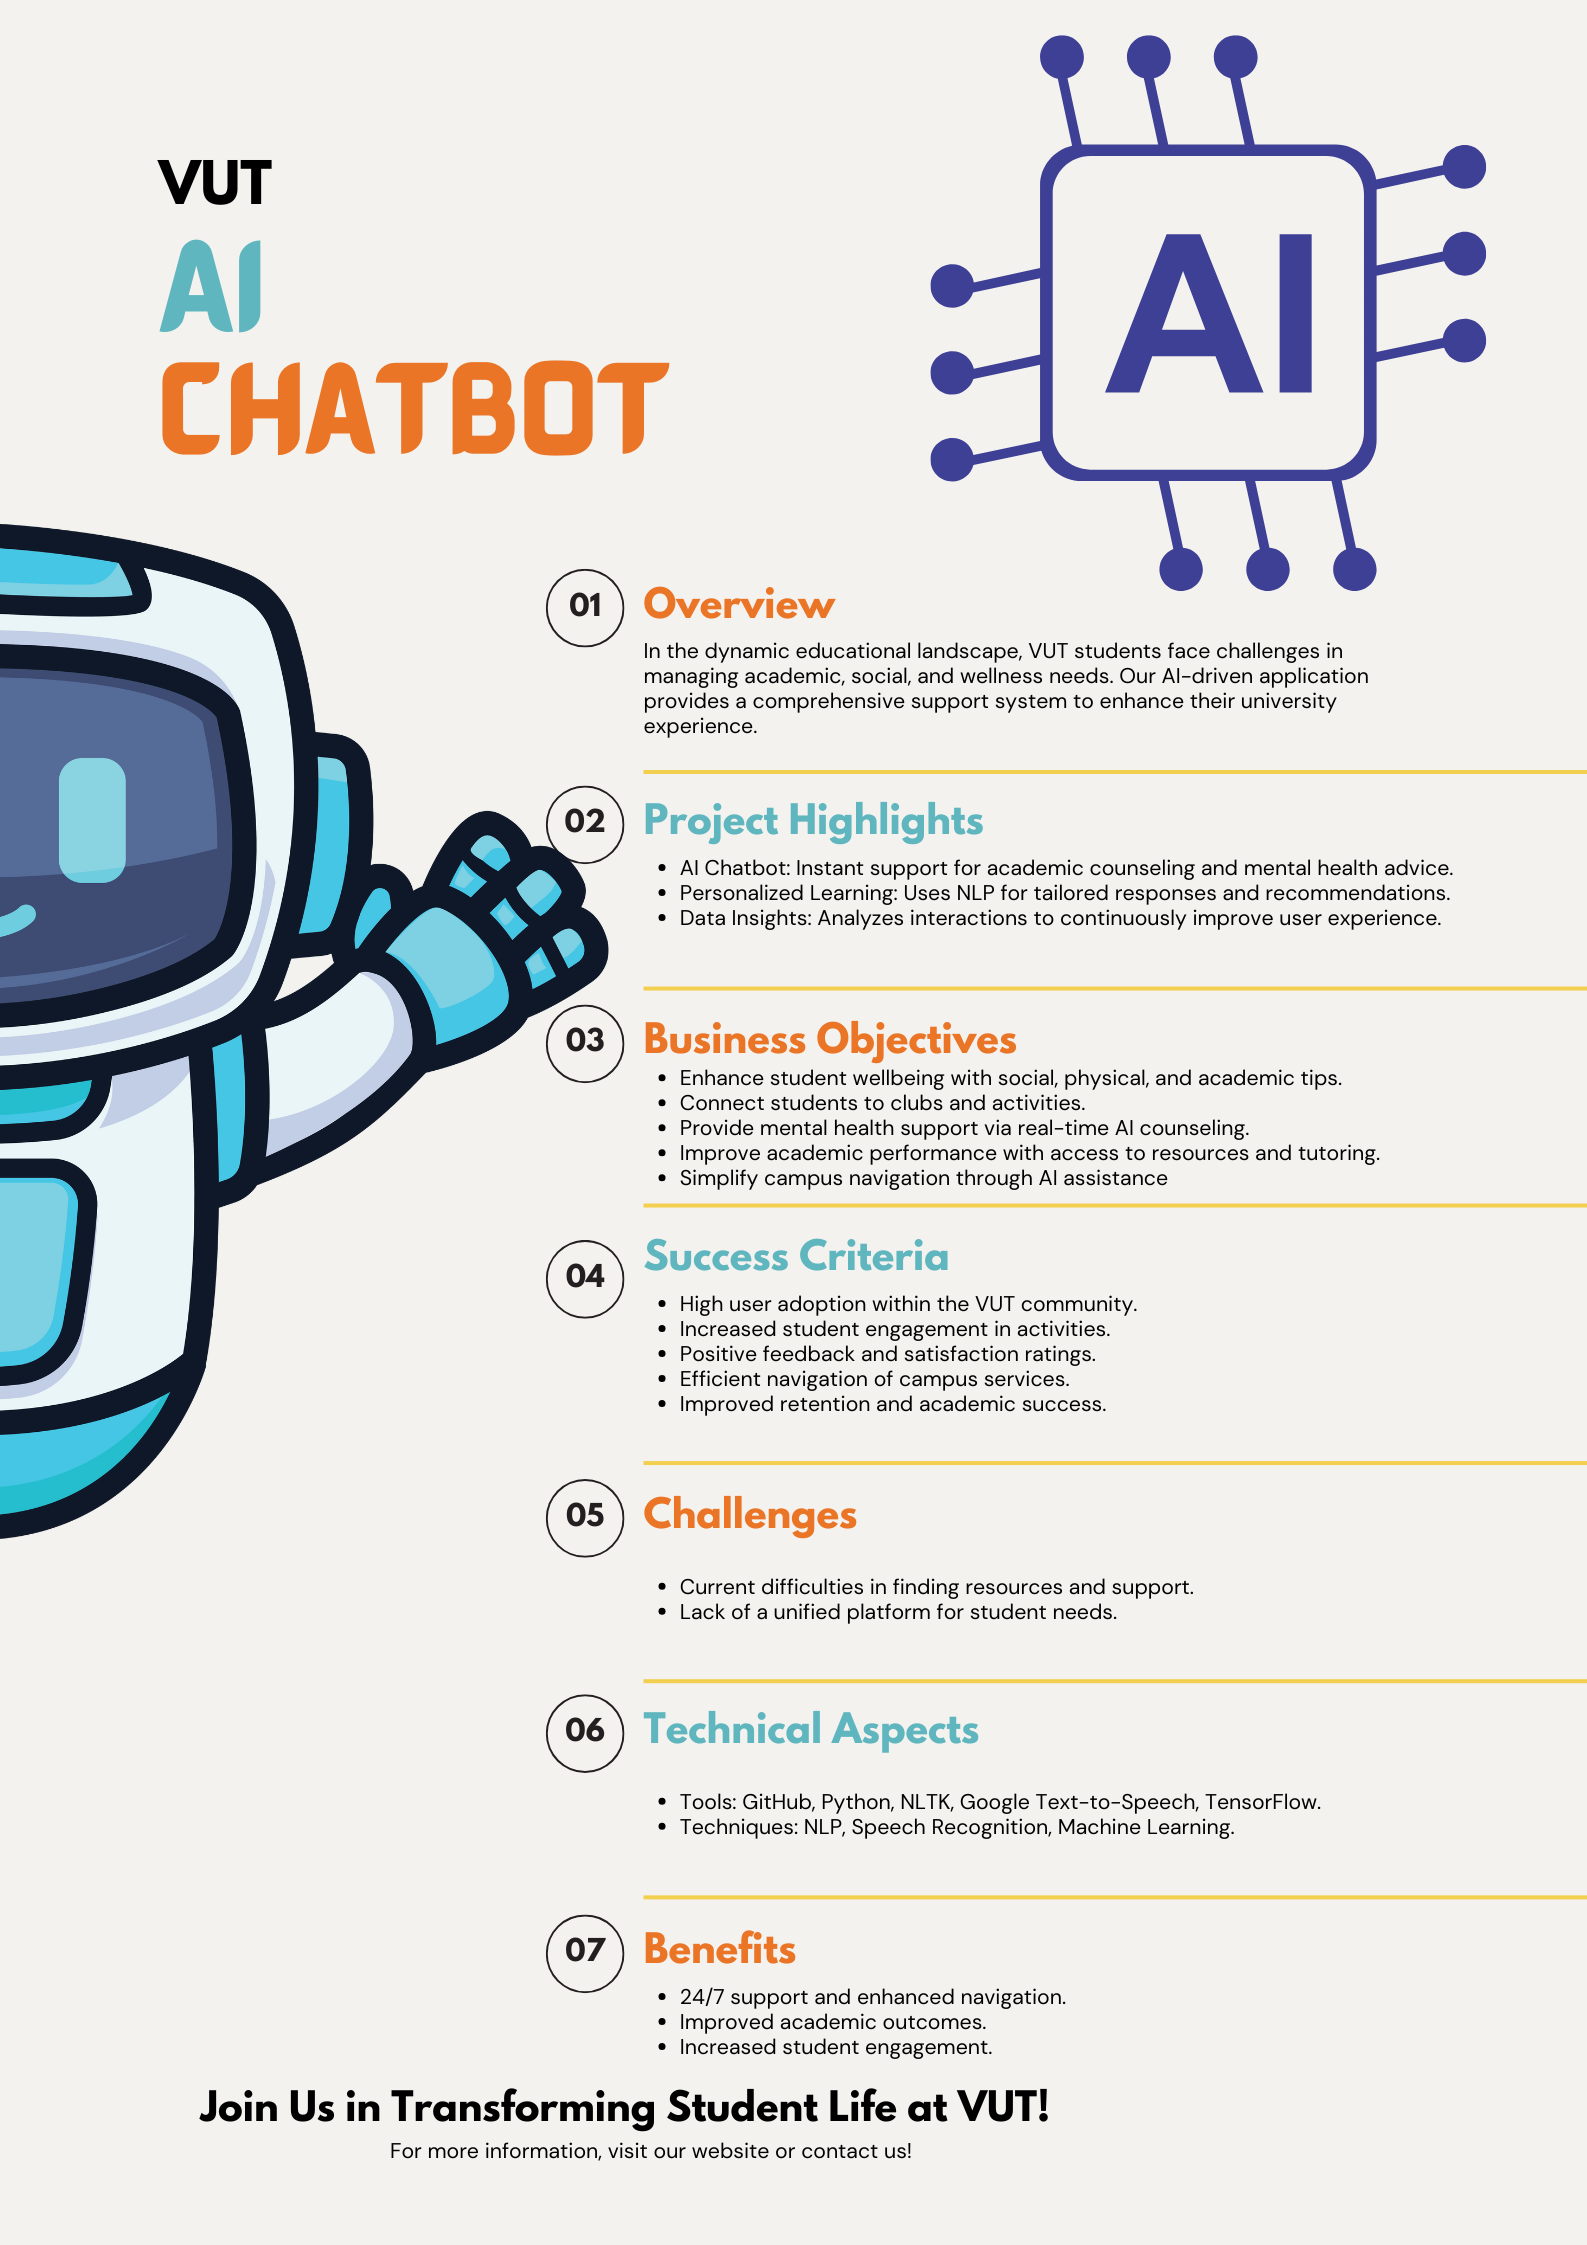 VUT
AI
CHATBOT
AI
01
Overview
In the dynamic educational landscape, VUT students face challenges in
managing academic, social, and wellness needs. Our AI-driven application
provides a comprehensive support system to enhance their university
experience.
02
Project Highlights
• AI Chatbot: Instant support for academic counseling and mental health advice.
• Personalized Learning: Uses NLP for tailored responses and recommendations.
• Data Insights: Analyzes interactions to continuously improve user experience.
03
Business Objectives
• Enhance student wellbeing with social, physical, and academic tips.
• Connect students to clubs and activities.
• Provide mental health support via real-time AI counseling.
• Improve academic performance with access to resources and tutoring.
• Simplify campus navigation through AI assistance
04
Success Criteria
• High user adoption within the VUT community.
• Increased student engagement in activities.
• Positive feedback and satisfaction ratings.
• Efficient navigation of campus services.
• Improved retention and academic success.
05
Challenges
• Current difficulties in finding resources and support.
• Lack of a unified platform for student needs.
06
Technical Aspects
• Tools: GitHub, Python, NLTK, Google Text-to-Speech, TensorFlow.
• Techniques: NLP, Speech Recognition, Machine Learning.
07
Benefits
• 24/7 support and enhanced navigation.
• Improved academic outcomes.
• Increased student engagement.
Join Us in Transforming Student Life at VUT!
For more information, visit our website or contact us!